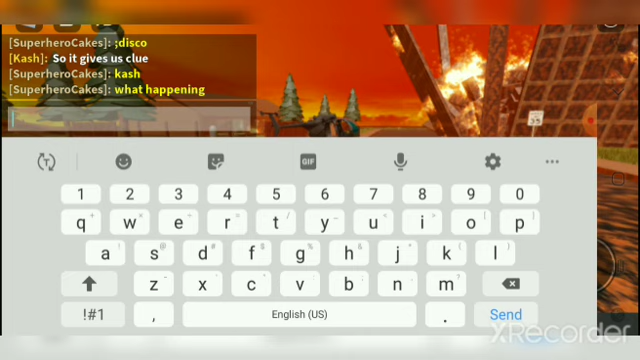 [SuperheroCakes]: ;disco
[Kash]: So it gives us clue
[SuperheroCakes]: kash
[SuperheroCakes]: what happening
GIF
1 2 3 4 5 6 7 8 9 0
q w e r t y u i o p
a s d f g h j k l
z x c v b n m
!#1 , English (US) . Send
XRecorder